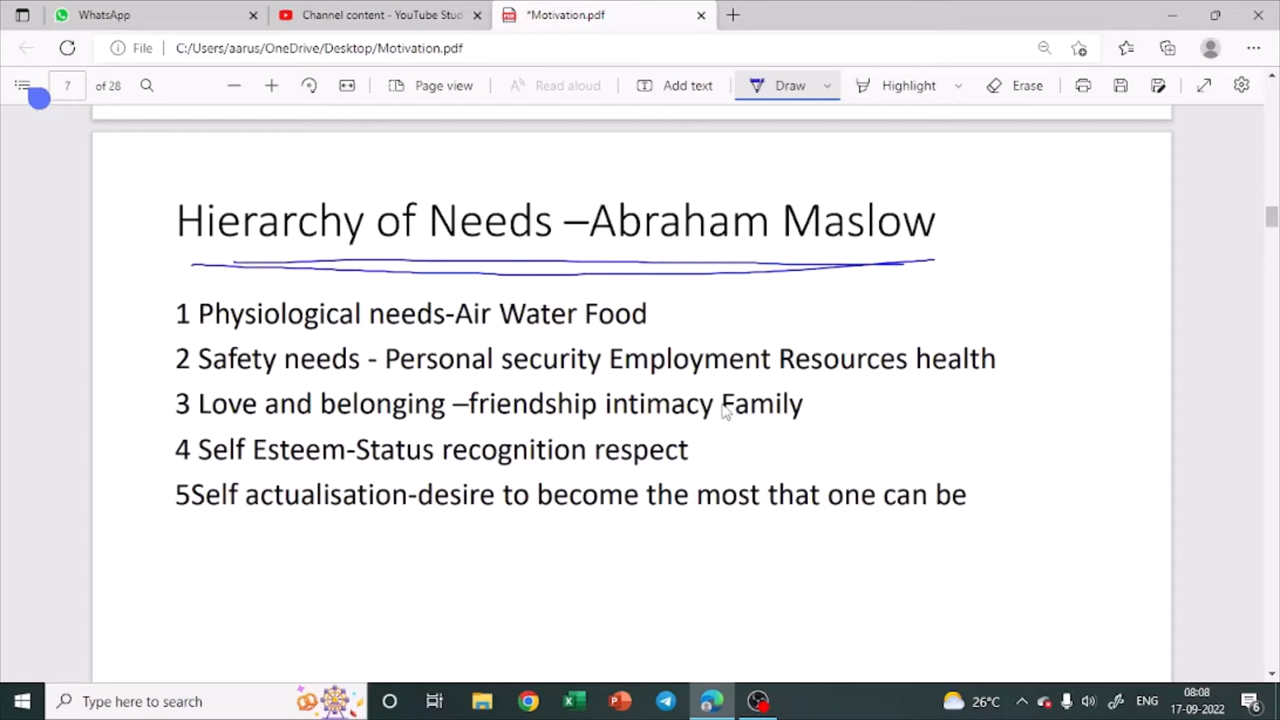 WhatsApp
Channel content - YouTube Stud
*Motivation.pdf
File
C:/Users/aarus/OneDrive/Desktop/Motivation.pdf
7 of 28
Page view
Read aloud
Add text
Draw
Highlight
Erase
Hierarchy of Needs –Abraham Maslow
1 Physiological needs-Air Water Food
2 Safety needs - Personal security Employment Resources health
3 Love and belonging –friendship intimacy Family
4 Self Esteem-Status recognition respect
5Self actualisation-desire to become the most that one can be
Type here to search
26°C
ENG
08:08
17-09-2022
6